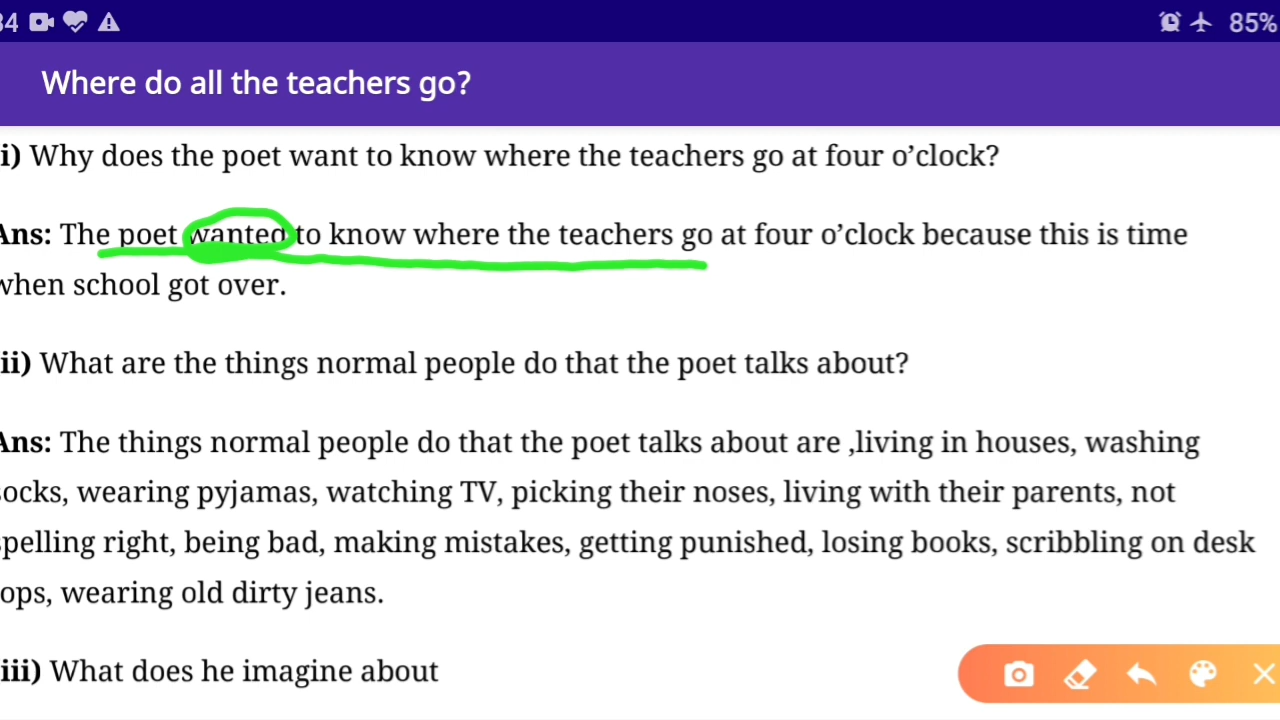 34 85%
Where do all the teachers go?
i) Why does the poet want to know where the teachers go at four o’clock?
Ans: The poet wanted to know where the teachers go at four o’clock because this is time
when school got over.
ii) What are the things normal people do that the poet talks about?
Ans: The things normal people do that the poet talks about are ,living in houses, washing
socks, wearing pyjamas, watching TV, picking their noses, living with their parents, not
spelling right, being bad, making mistakes, getting punished, losing books, scribbling on desk
ops, wearing old dirty jeans.
iii) What does he imagine about